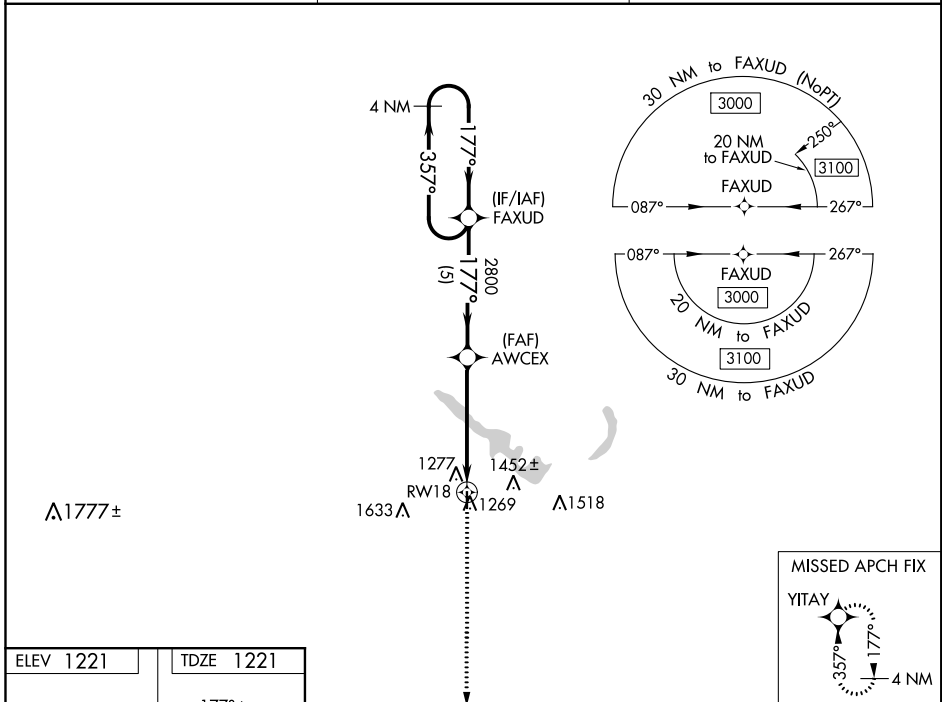 30 NM to FAXUD (NoPT)
3000
250°
20 NM
to FAXUD
3100
FAXUD
087°
267°
087°
267°
FAXUD
3000
20 NM to FAXUD
3100
30 NM to FAXUD
4 NM
177°
357°
(IF/IAF)
FAXUD
2800
177°
(5)
(FAF)
AWCEX
1277
1452±
RW18
1269
1633
1518
1777±
MISSED APCH FIX
YITAY
357°
177°
4 NM
ELEV 1221
TDZE 1221